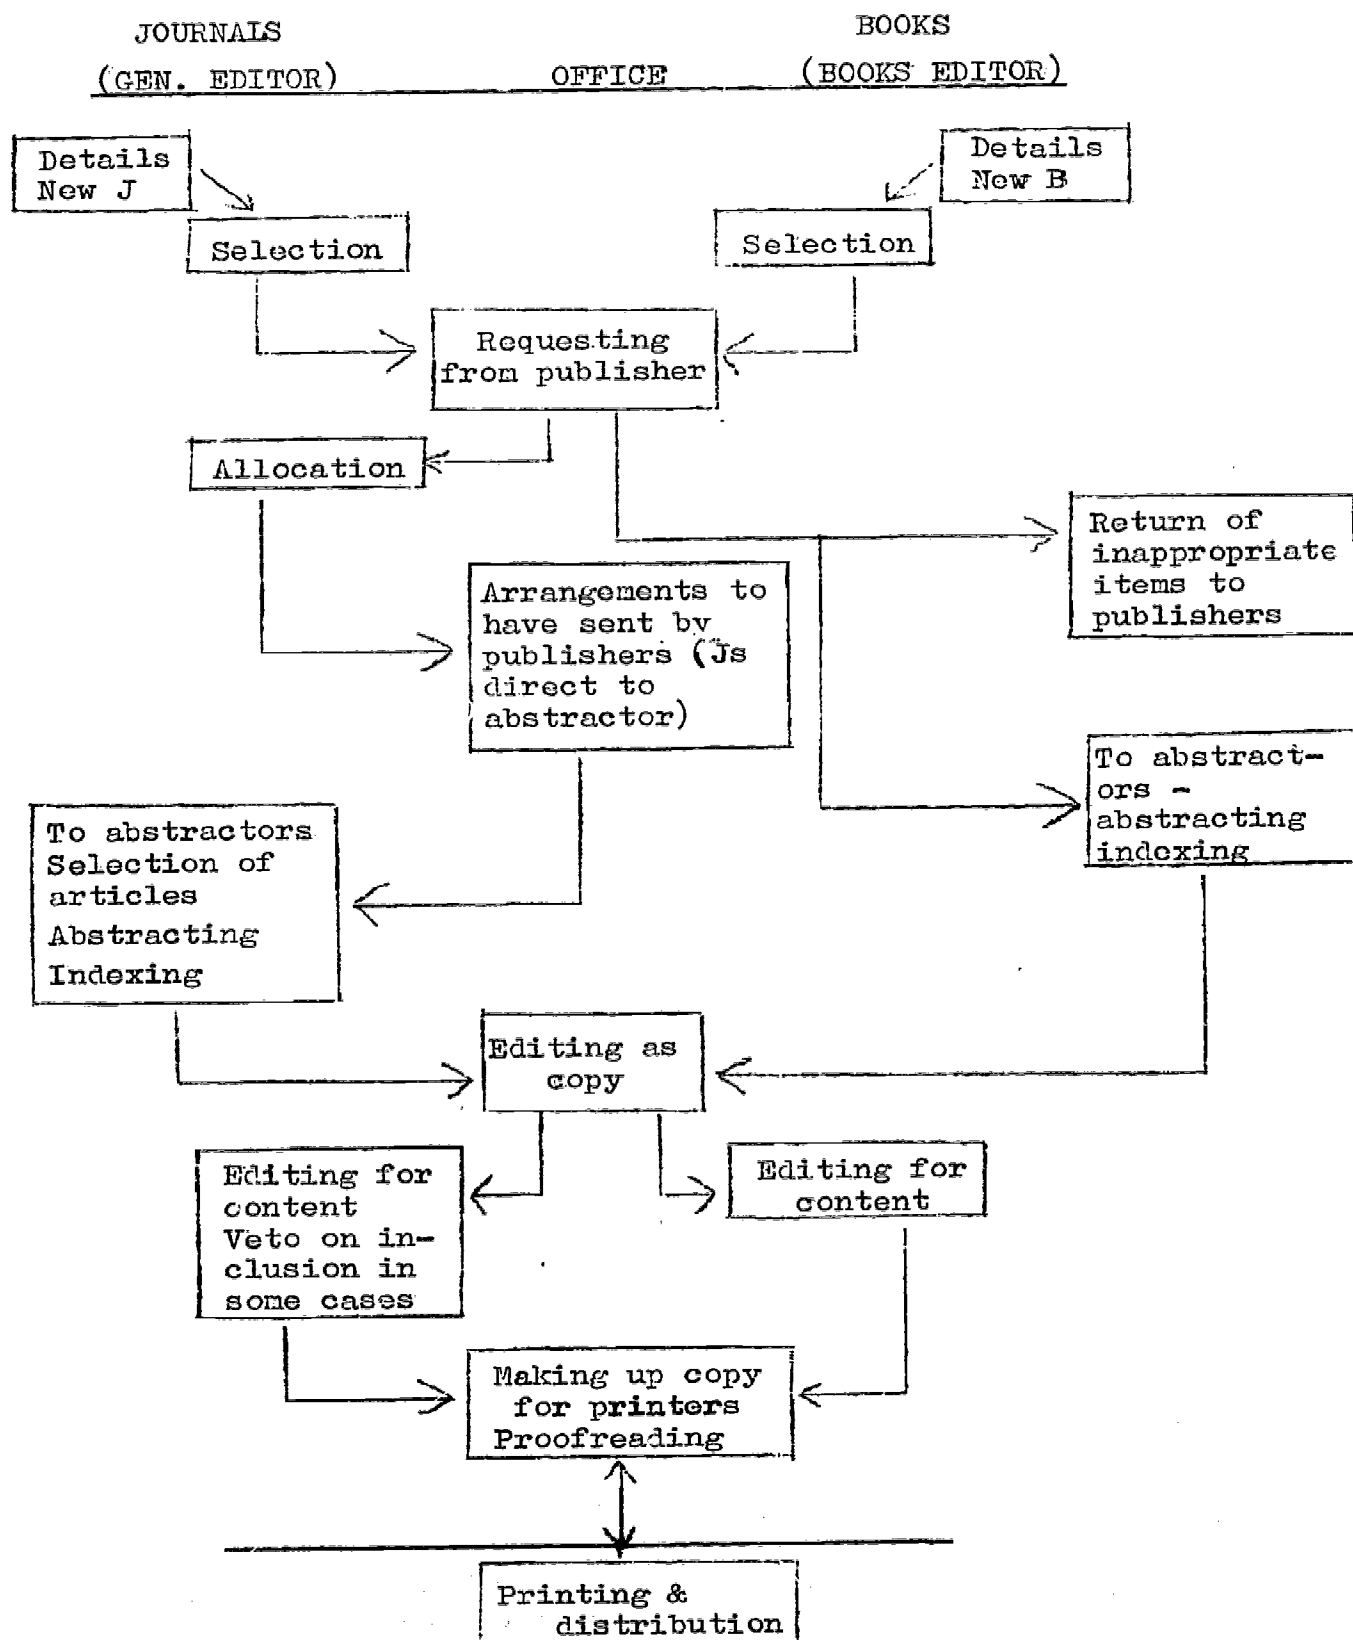 JOURNALS
BOOKS
(GEN. EDITOR)
OFFICE
(BOOKS EDITOR)
Details
New J
Details
New B
Selection
Selection
Requesting
from publisher
Allocation
Return of
inappropriate
items to
publishers
Arrangements to
have sent by
publishers (Js
direct to
abstractor)
To abstract-
ors -
abstracting
indexing
To abstractors
Selection of
articles
Abstracting
Indexing
Editing as
copy
Editing for
content
Veto on in-
clusion in
some cases
Editing for
content
Making up copy
for printers
Proofreading
Printing &
distribution